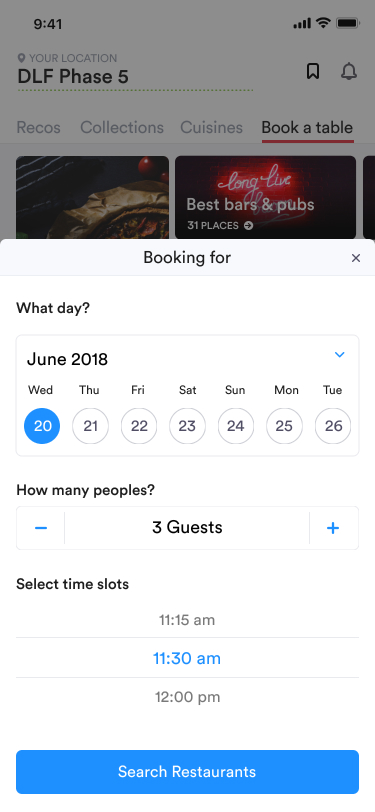 9:41
YOUR LOCATION
DLF Phase 5
Recos Collections Cuisines Book a table
long live
Best bars & pubs
31 PLACES
Booking for ×
What day?
June 2018
Wed Thu Fri Sat Sun Mon Tue
20 21 22 23 24 25 26
How many peoples?
− 3 Guests +
Select time slots
11:15 am
11:30 am
12:00 pm
Search Restaurants